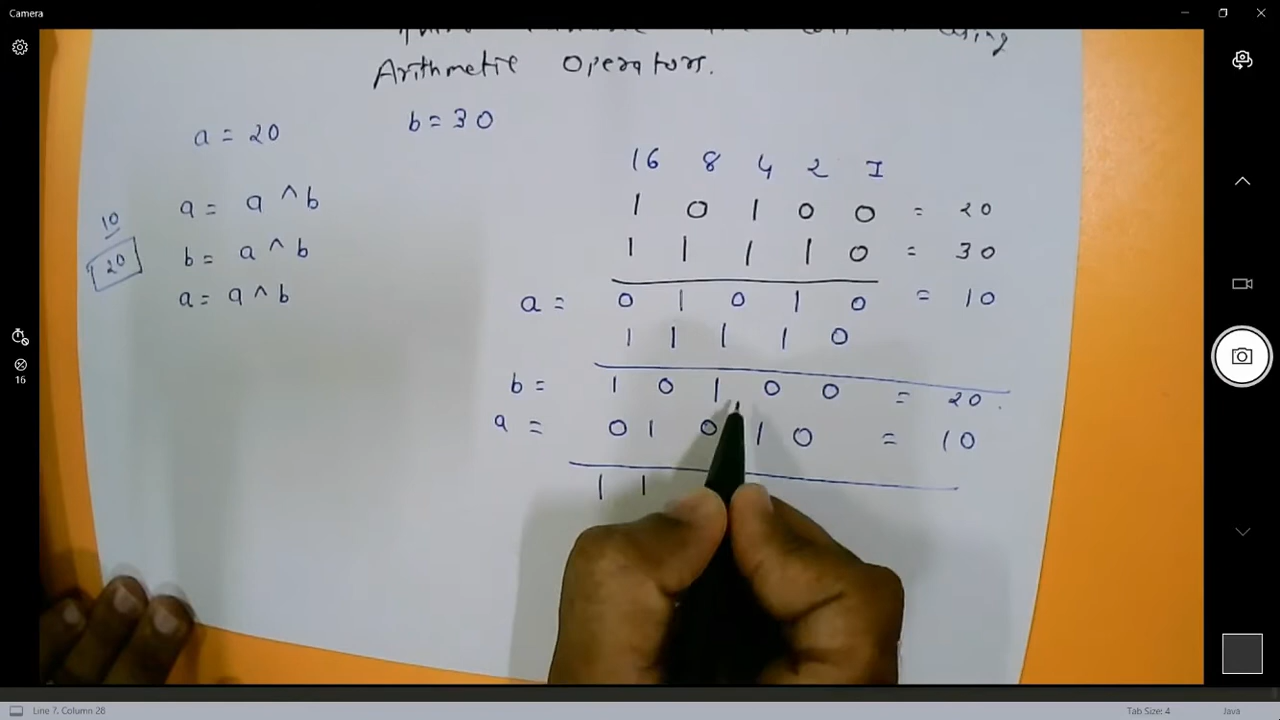 Camera
using
Arithmetic Operators.
a = 20 b = 30
16 8 4 2 1
1 0 1 0 0 = 20
1 1 1 1 0 = 30
a = a ^ b
10
20
b = a ^ b
a = a ^ b
a = 0 1 0 1 0 = 10
1 1 1 1 0
b = 1 0 1 0 0 = 20.
a = 0 1 0 1 0 = 10
1 1
16
Line 7, Column 28 Tab Size: 4 Java